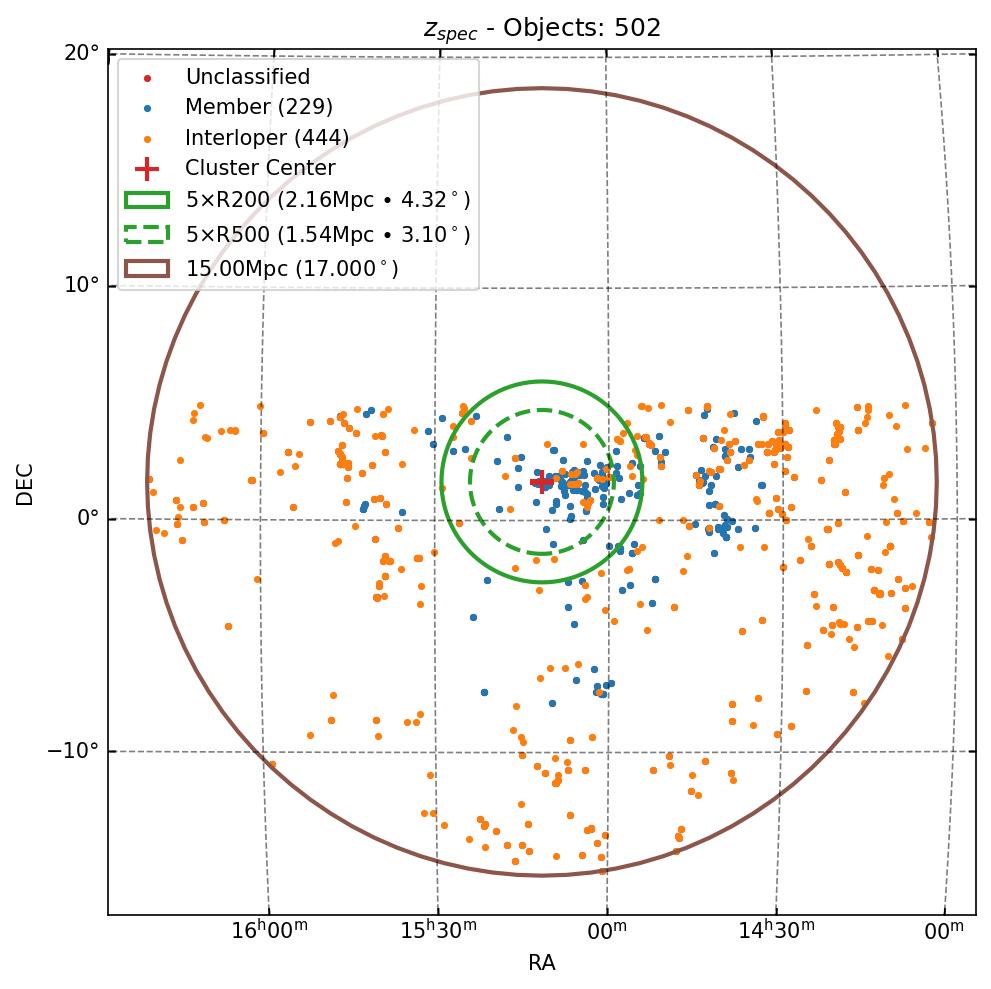 z_spec - Objects: 502
20°
Unclassified
Member (229)
Interloper (444)
Cluster Center
5×R200 (2.16Mpc • 4.32°)
5×R500 (1.54Mpc • 3.10°)
15.00Mpc (17.000°)
10°
DEC
0°
−10°
16h00m 15h30m 00m 14h30m 00m
RA